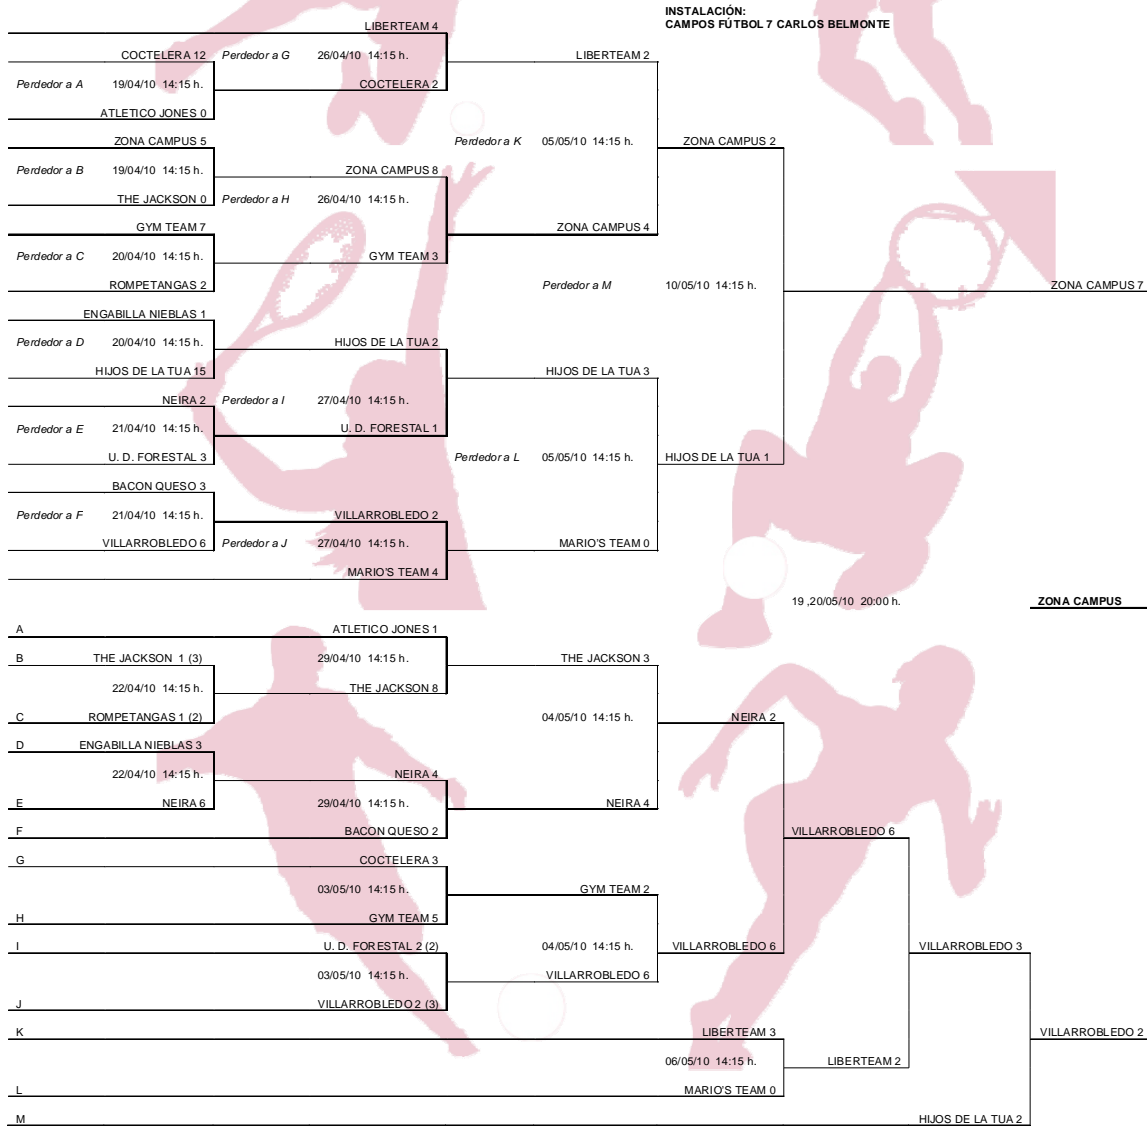 INSTALACIÓN:
CAMPOS FÚTBOL 7 CARLOS BELMONTE
LIBERTEAM 4
COCTELERA 12 Perdedor a G 26/04/10 14:15 h. LIBERTEAM 2
Perdedor a A 19/04/10 14:15 h. COCTELERA 2
ATLETICO JONES 0
ZONA CAMPUS 5 Perdedor a K 05/05/10 14:15 h. ZONA CAMPUS 2
Perdedor a B 19/04/10 14:15 h. ZONA CAMPUS 8
THE JACKSON 0 Perdedor a H 26/04/10 14:15 h.
GYM TEAM 7 ZONA CAMPUS 4
Perdedor a C 20/04/10 14:15 h. GYM TEAM 3
ROMPETANGAS 2 Perdedor a M 10/05/10 14:15 h. ZONA CAMPUS 7
ENGABILLA NIEBLAS 1
Perdedor a D 20/04/10 14:15 h. HIJOS DE LA TUA 2
HIJOS DE LA TUA 15 HIJOS DE LA TUA 3
NEIRA 2 Perdedor a I 27/04/10 14:15 h.
Perdedor a E 21/04/10 14:15 h. U. D. FORESTAL 1
U. D. FORESTAL 3 Perdedor a L 05/05/10 14:15 h. HIJOS DE LA TUA 1
BACON QUESO 3
Perdedor a F 21/04/10 14:15 h. VILLARROBLEDO 2
VILLARROBLEDO 6 Perdedor a J 27/04/10 14:15 h. MARIO'S TEAM 0
MARIO'S TEAM 4
19 ,20/05/10 20:00 h. ZONA CAMPUS
A ATLETICO JONES 1
B THE JACKSON 1 (3) 29/04/10 14:15 h. THE JACKSON 3
22/04/10 14:15 h. THE JACKSON 8
C ROMPETANGAS 1 (2) 04/05/10 14:15 h. NEIRA 2
D ENGABILLA NIEBLAS 3
22/04/10 14:15 h. NEIRA 4
E NEIRA 6 29/04/10 14:15 h. NEIRA 4
F BACON QUESO 2 VILLARROBLEDO 6
G COCTELERA 3
03/05/10 14:15 h. GYM TEAM 2
H GYM TEAM 5
I U. D. FORESTAL 2 (2) 04/05/10 14:15 h. VILLARROBLEDO 6 VILLARROBLEDO 3
03/05/10 14:15 h. VILLARROBLEDO 6
J VILLARROBLEDO 2 (3)
K LIBERTEAM 3 VILLARROBLEDO 2
06/05/10 14:15 h. LIBERTEAM 2
L MARIO'S TEAM 0
M HIJOS DE LA TUA 2